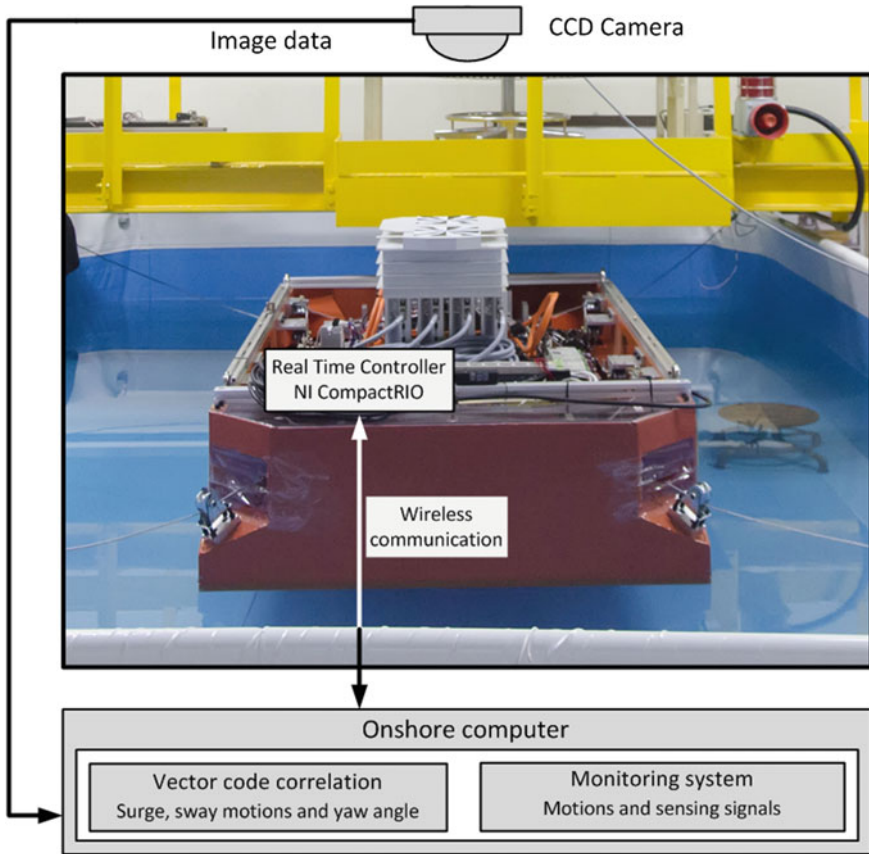 CCD Camera
Image data
Real Time Controller
NI CompactRIO
Wireless
communication
Onshore computer
Vector code correlation
Surge, sway motions and yaw angle
Monitoring system
Motions and sensing signals